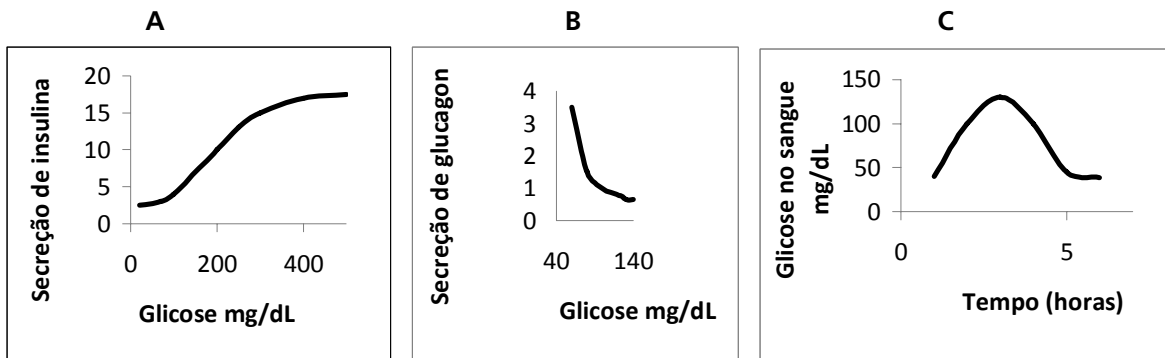 A
B
C
Secreção de insulina
20
15
10
5
0
0
200
400
Glicose mg/dL
Secreção de glucagon
4
3
2
1
0
40
140
Glicose mg/dL
Glicose no sangue
mg/dL
150
100
50
0
0
5
Tempo (horas)